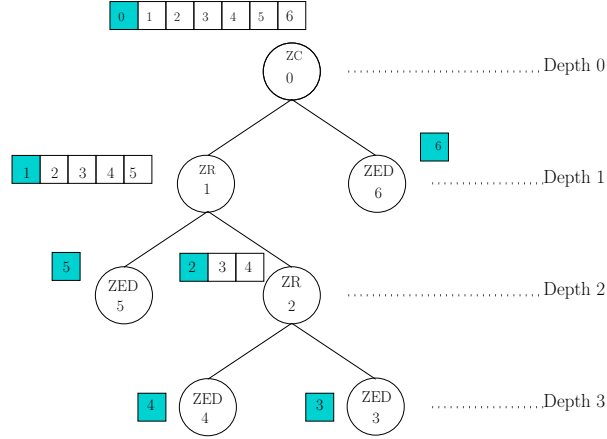 0 1 2 3 4 5 6
ZC
0
Depth 0
6
1 2 3 4 5
ZR
1
ZED
6
Depth 1
5
2 3 4
ZED
5
ZR
2
Depth 2
4
ZED
4
3
ZED
3
Depth 3